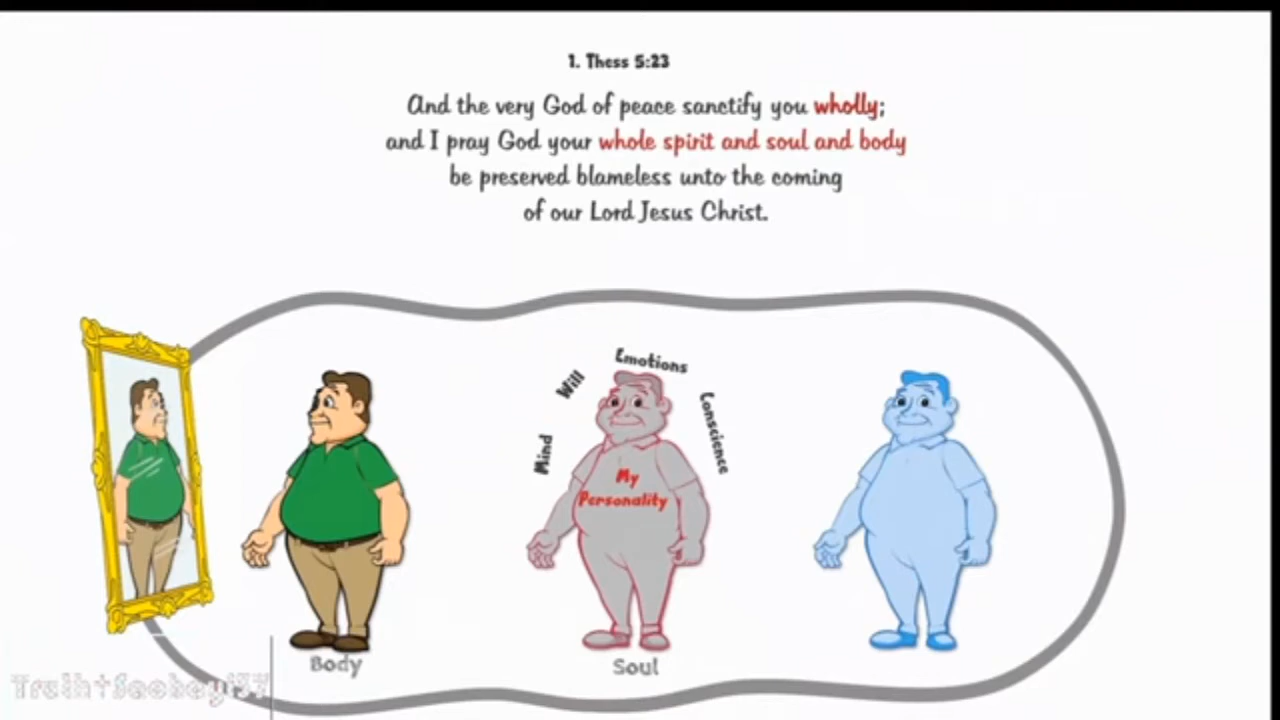 1. Thess 5:23
And the very God of peace sanctify you wholly;
and I pray God your whole spirit and soul and body
be preserved blameless unto the coming
of our Lord Jesus Christ.
Emotions
Will
Conscience
Mind
My
Personality
Body
Soul